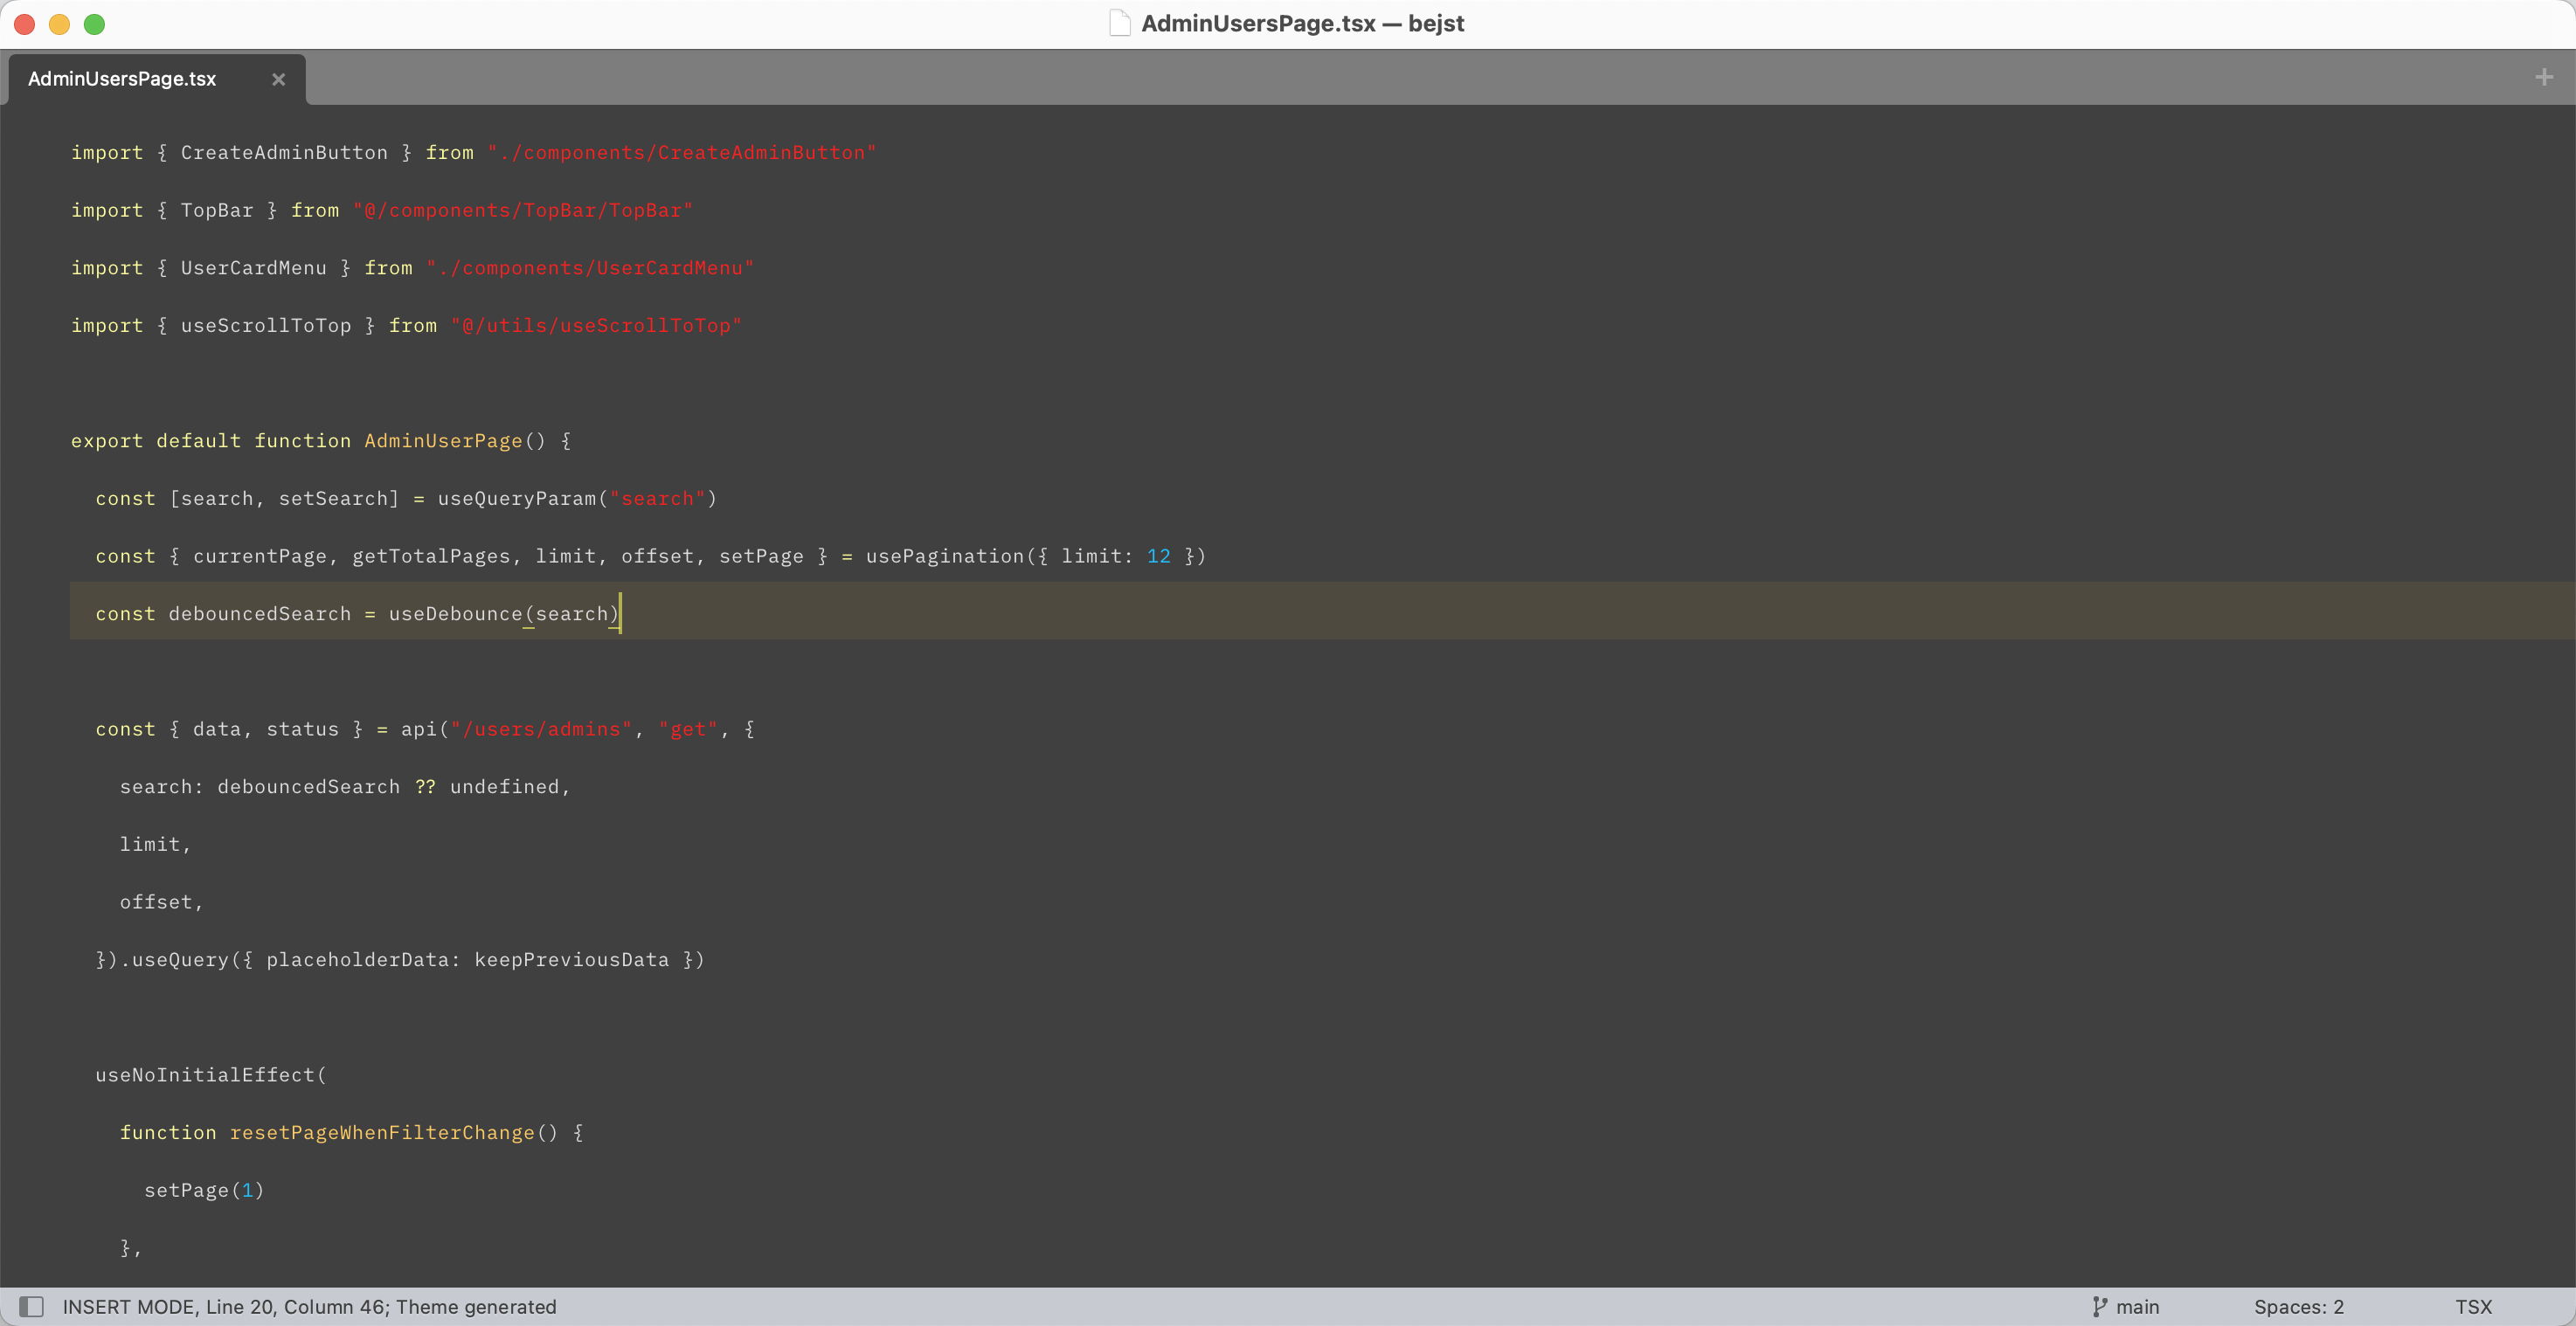 AdminUsersPage.tsx — bejst
AdminUsersPage.tsx
import { CreateAdminButton } from "./components/CreateAdminButton"
import { TopBar } from "@/components/TopBar/TopBar"
import { UserCardMenu } from "./components/UserCardMenu"
import { useScrollToTop } from "@/utils/useScrollToTop"
export default function AdminUserPage() {
const [search, setSearch] = useQueryParam("search")
const { currentPage, getTotalPages, limit, offset, setPage } = usePagination({ limit: 12 })
const debouncedSearch = useDebounce(search)
const { data, status } = api("/users/admins", "get", {
search: debouncedSearch ?? undefined,
limit,
offset,
}).useQuery({ placeholderData: keepPreviousData })
useNoInitialEffect(
function resetPageWhenFilterChange() {
setPage(1)
},
INSERT MODE, Line 20, Column 46; Theme generated
main
Spaces: 2
TSX